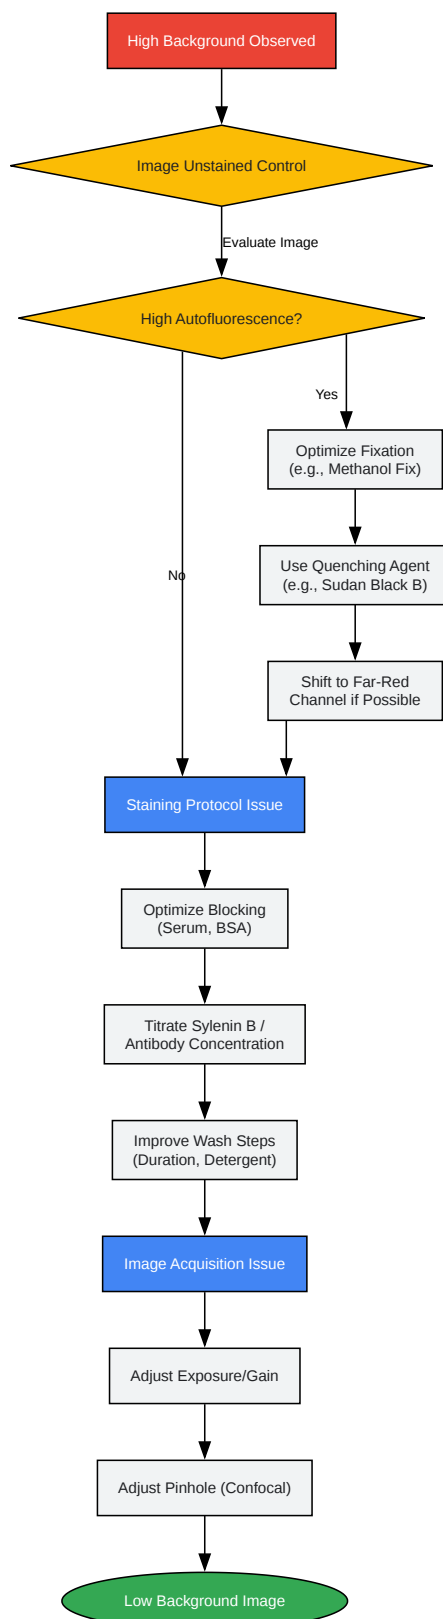 High Background Observed
Image Unstained Control
Evaluate Image
High Autofluorescence?
Yes
Optimize Fixation
(e.g., Methanol Fix)
Use Quenching Agent
(e.g., Sudan Black B)
No
Shift to Far-Red
Channel if Possible
Staining Protocol Issue
Optimize Blocking
(Serum, BSA)
Titrate Sylenin B /
Antibody Concentration
Improve Wash Steps
(Duration, Detergent)
Image Acquisition Issue
Adjust Exposure/Gain
Adjust Pinhole (Confocal)
Low Background Image